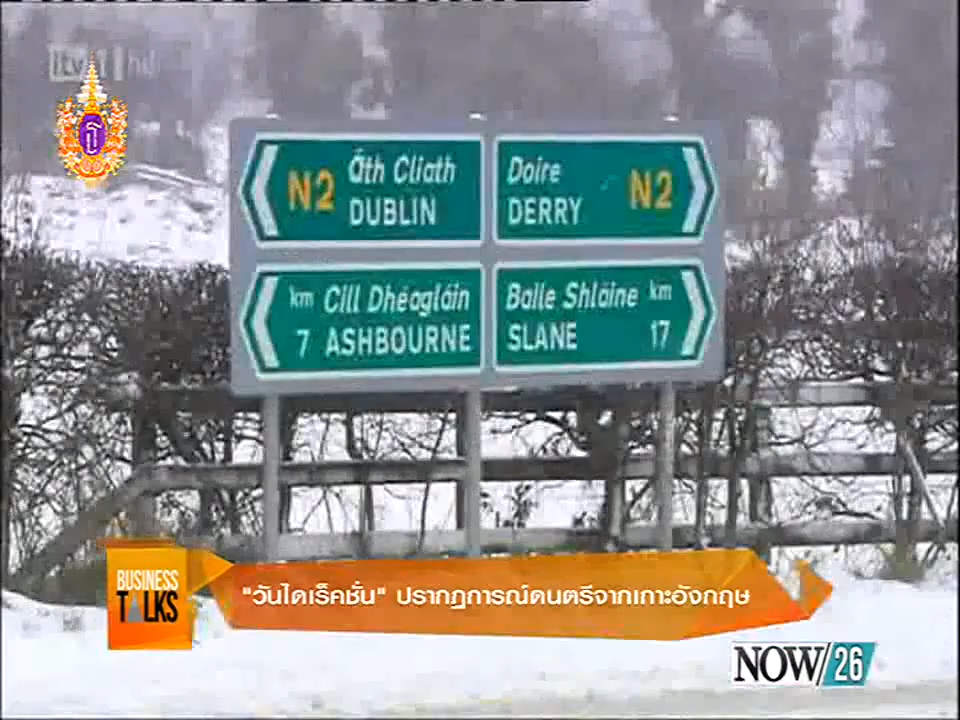 itv1 hd
N2 Áth Cliath
DUBLIN
Doire
DERRY N2
km Cill Dhéagláin
7 ASHBOURNE
Baile Shláine km
SLANE 17
BUSINESS
TALKS
"วันไดเร็คชั่น" ปรากฏการณ์ดนตรีจากเกาะอังกฤษ
NOW/26